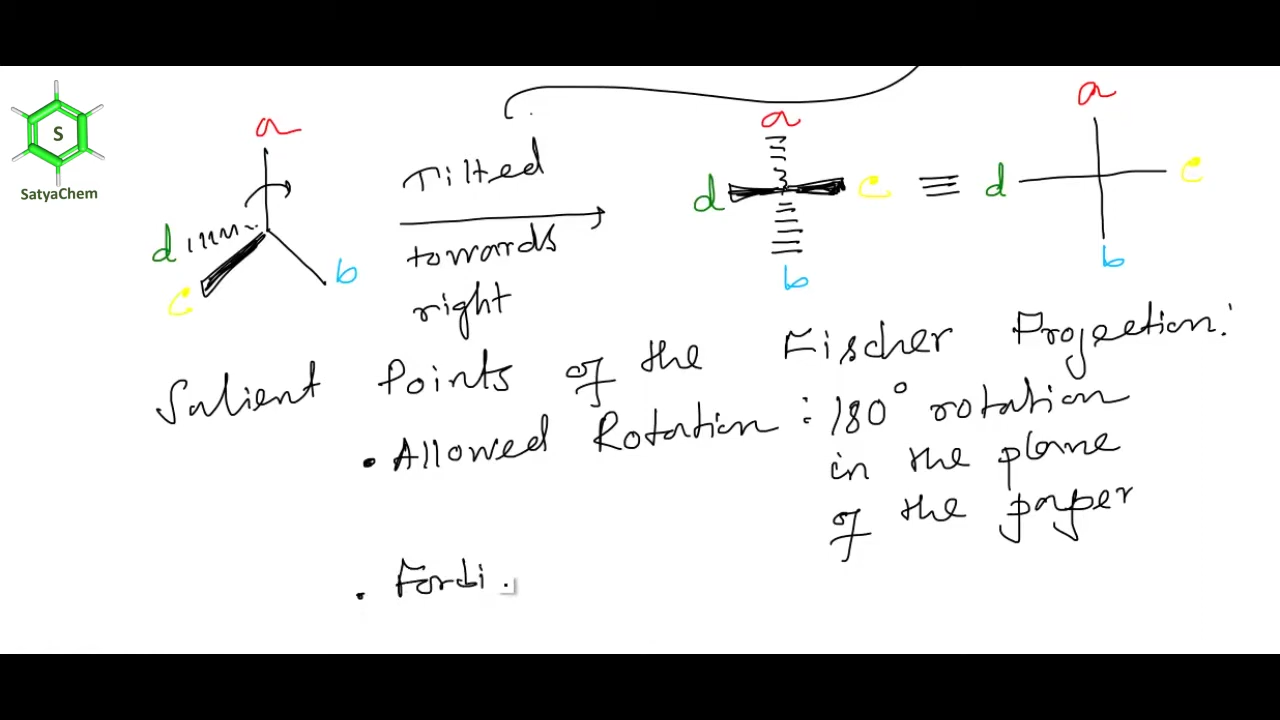 S
SatyaChem
a
d
c
b
Tilted
towards
right
a
d c
b
≡
a
d c
b
Salient Points of the Fischer Projection:
• Allowed Rotation : 180° rotation
in the plane
of the paper
• Forbi